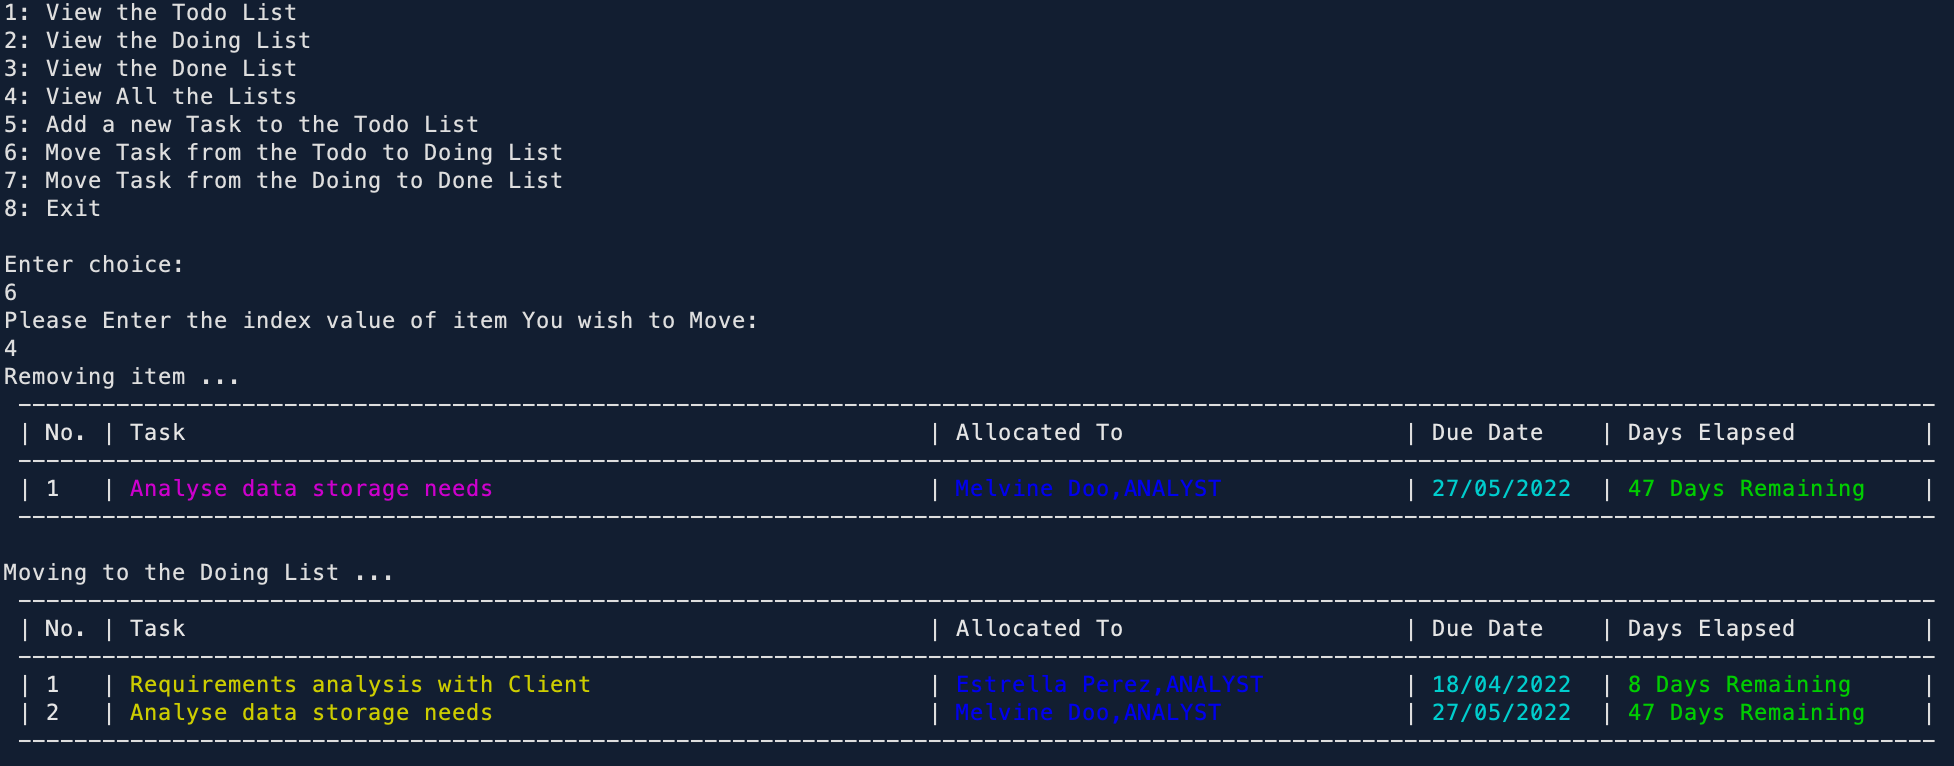 1: View the Todo List
2: View the Doing List
3: View the Done List
4: View All the Lists
5: Add a new Task to the Todo List
6: Move Task from the Todo to Doing List
7: Move Task from the Doing to Done List
8: Exit
Enter choice:
6
Please Enter the index value of item You wish to Move:
4
Removing item ...
| No. | Task | Allocated To | Due Date | Days Elapsed |
| 1 | Analyse data storage needs | Melvine Doo,ANALYST | 27/05/2022 | 47 Days Remaining |
Moving to the Doing List ...
| No. | Task | Allocated To | Due Date | Days Elapsed |
| 1 | Requirements analysis with Client | Estrella Perez,ANALYST | 18/04/2022 | 8 Days Remaining |
| 2 | Analyse data storage needs | Melvine Doo,ANALYST | 27/05/2022 | 47 Days Remaining |